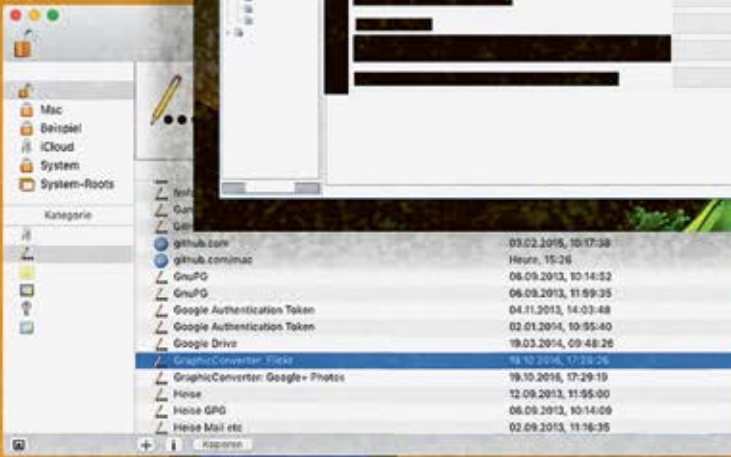 Mac
Beispiel
iCloud
System
System-Roots
Kategorie
github.com 03.02.2016, 10:17:38
github.com/mac Heute, 15:26
GnuPG 06.09.2013, 10:14:52
GnuPG 06.09.2013, 11:59:35
Google Authentication Token 04.11.2013, 14:03:48
Google Authentication Token 02.01.2014, 10:55:40
Google Drive 19.03.2014, 09:48:26
GraphicConverter: Flickr 19.10.2016, 17:28:26
GraphicConverter: Google+ Photos 19.10.2016, 17:29:19
Heise 12.09.2013, 11:55:00
Heise GPG 06.09.2013, 10:14:09
Heise Mail etc 02.09.2013, 11:16:35
Kopieren